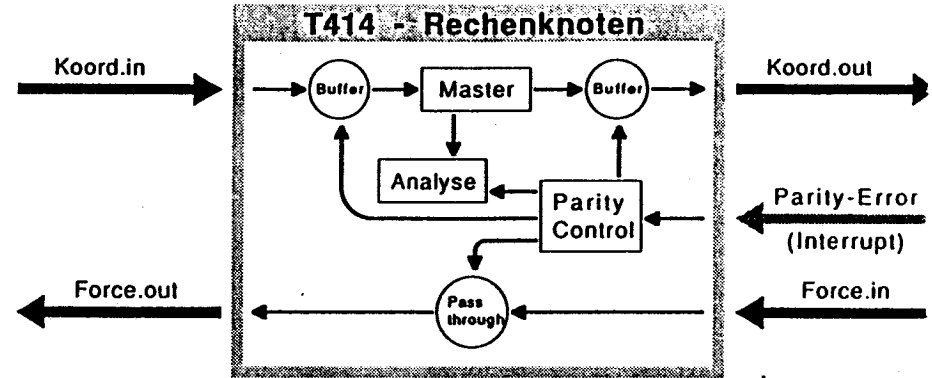 T414 - Rechenknoten
Koord.in
Buffer
Master
Buffer
Koord.out
Analyse
Parity
Control
Parity-Error
(Interrupt)
Force.out
Pass
through
Force.in